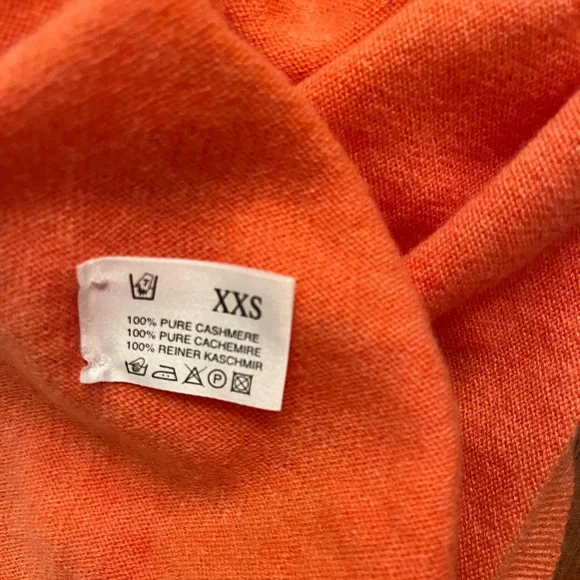 XXS
100% PURE CASHMERE
100% PURE CACHEMIRE
100% REINER KASCHMIR
P